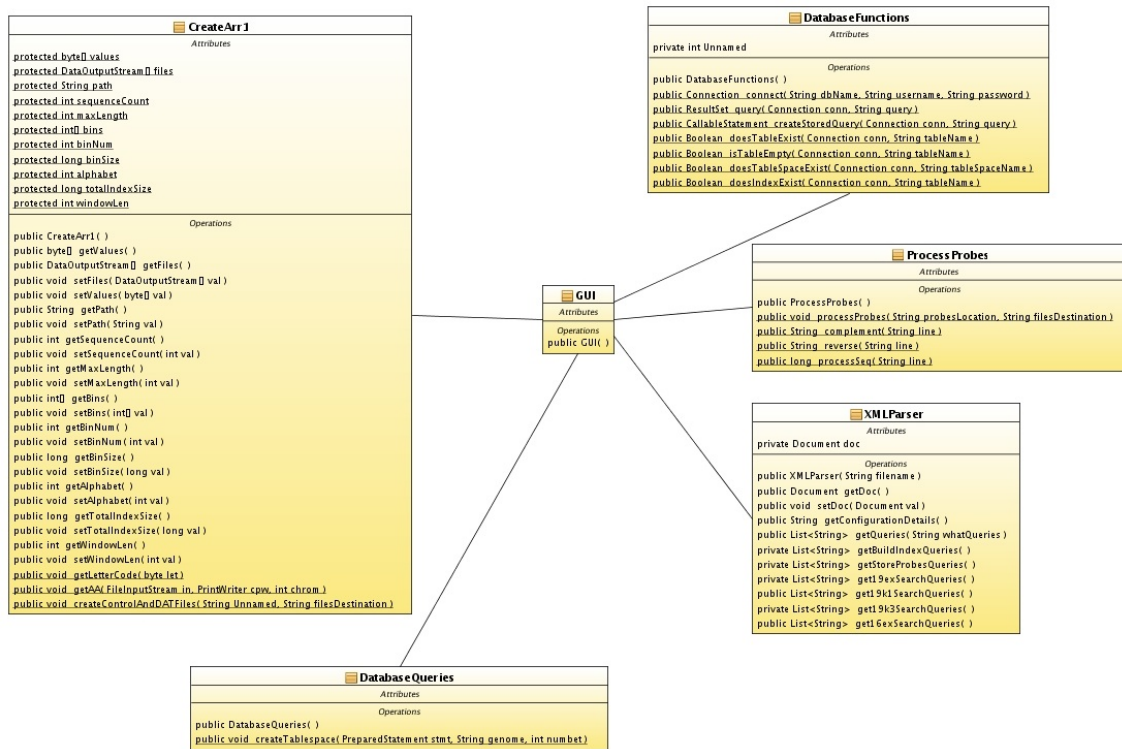 CreateArr1
Attributes
protected byte[] values
protected DataOutputStream[] files
protected String path
protected int sequenceCount
protected int maxLength
protected int[] bins
protected int binNum
protected long binSize
protected int alphabet
protected long totalIndexSize
protected int windowLen
Operations
public CreateArr1( )
public byte[] getValues( )
public DataOutputStream[] getFiles( )
public void setFiles( DataOutputStream[] val )
public void setValues( byte[] val )
public String getPath( )
public void setPath( String val )
public int getSequenceCount( )
public void setSequenceCount( int val )
public int getMaxLength( )
public void setMaxLength( int val )
public int[] getBins( )
public void setBins( int[] val )
public int getBinNum( )
public void setBinNum( int val )
public long getBinSize( )
public void setBinSize( long val )
public int getAlphabet( )
public void setAlphabet( int val )
public long getTotalIndexSize( )
public void setTotalIndexSize( long val )
public int getWindowLen( )
public void setWindowLen( int val )
public void getLetterCode( byte let )
public void getAA( FileInputStream in, PrintWriter cpw, int chrom )
public void createControlAndDATFiles( String Unnamed, String filesDestination )
DatabaseFunctions
Attributes
private int Unnamed
Operations
public DatabaseFunctions( )
public Connection connect( String dbName, String username, String password )
public ResultSet query( Connection conn, String query )
public CallableStatement createStoredQuery( Connection conn, String query )
public Boolean doesTableExist( Connection conn, String tableName )
public Boolean isTableEmpty( Connection conn, String tableName )
public Boolean doesTableSpaceExist( Connection conn, String tableSpaceName )
public Boolean doesIndexExist( Connection conn, String tableName )
GUI
Attributes
Operations
public GUI( )
ProcessProbes
Attributes
Operations
public ProcessProbes( )
public void processProbes( String probesLocation, String filesDestination )
public String complement( String line )
public String reverse( String line )
public long processSeq( String line )
XMLParser
Attributes
private Document doc
Operations
public XMLParser( String filename )
public Document getDoc( )
public void setDoc( Document val )
public String getConfigurationDetails( )
public List<String> getQueries( String whatQueries )
private List<String> getBuildIndexQueries( )
private List<String> getStoreProbesQueries( )
private List<String> get19exSearchQueries( )
public List<String> get19k1SearchQueries( )
private List<String> get19k3SearchQueries( )
public List<String> get16exSearchQueries( )
DatabaseQueries
Attributes
Operations
public DatabaseQueries( )
public void createTablespace( PreparedStatement stmt, String genome, int numbet )